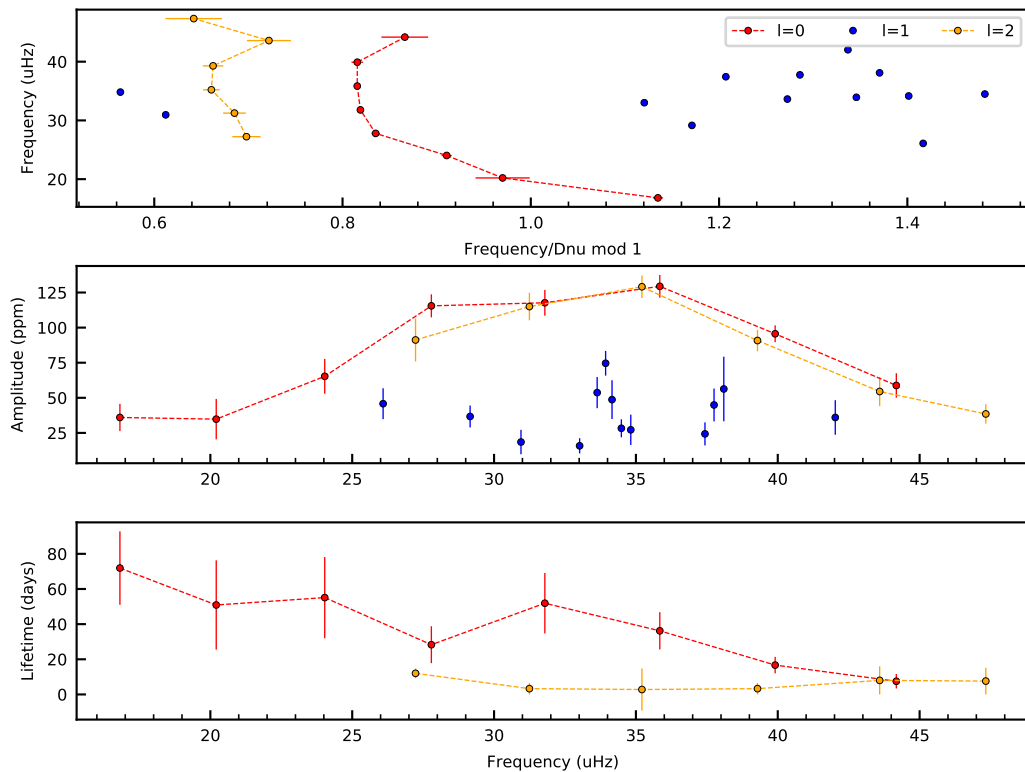 l=0 l=1 l=2
Frequency (uHz)
40
30
20
0.6 0.8 1.0 1.2 1.4
Frequency/Dnu mod 1
Amplitude (ppm)
125
100
75
50
25
20 25 30 35 40 45
Lifetime (days)
80
60
40
20
0
20 25 30 35 40 45
Frequency (uHz)